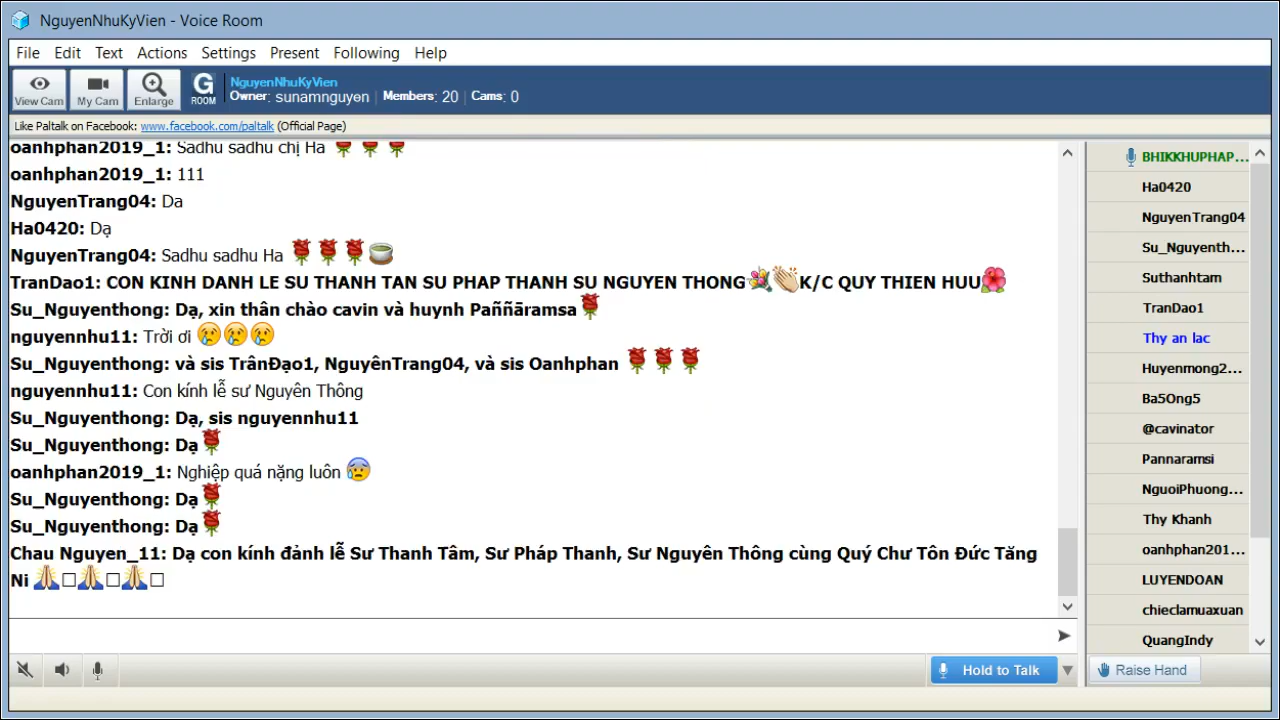 NguyenNhuKyVien - Voice Room
File Edit Text Actions Settings Present Following Help
View Cam My Cam Enlarge G ROOM
NguyenNhuKyVien
Owner: sunamnguyen | Members: 20 | Cams: 0
Like Paltalk on Facebook: www.facebook.com/paltalk (Official Page)
oanhphan2019_1: Sadhu sadhu chị Ha
oanhphan2019_1: 111
NguyenTrang04: Da
Ha0420: Dạ
NguyenTrang04: Sadhu sadhu Ha
TranDao1: CON KINH DANH LE SU THANH TAN SU PHAP THANH SU NGUYEN THONG K/C QUY THIEN HUU
Su_Nguyenthong: Dạ, xin thân chào cavin và huynh Paññāramsa
nguyennhu11: Trời ơi
Su_Nguyenthong: và sis TrânĐạo1, NguyênTrang04, và sis Oanhphan
nguyennhu11: Con kính lễ sư Nguyên Thông
Su_Nguyenthong: Dạ, sis nguyennhu11
Su_Nguyenthong: Dạ
oanhphan2019_1: Nghiệp quá nặng luôn
Su_Nguyenthong: Dạ
Su_Nguyenthong: Dạ
Chau Nguyen_11: Dạ con kính đảnh lễ Sư Thanh Tâm, Sư Pháp Thanh, Sư Nguyên Thông cùng Quý Chư Tôn Đức Tăng
Ni
Hold to Talk
BHIKKHUPHAP...
Ha0420
NguyenTrang04
Su_Nguyenth...
Suthanhtam
TranDao1
Thy an lac
Huyenmong2...
Ba5Ong5
@cavinator
Pannaramsi
NguoiPhuong...
Thy Khanh
oanhphan201...
LUYENDOAN
chieclamuaxuan
QuangIndy
Raise Hand